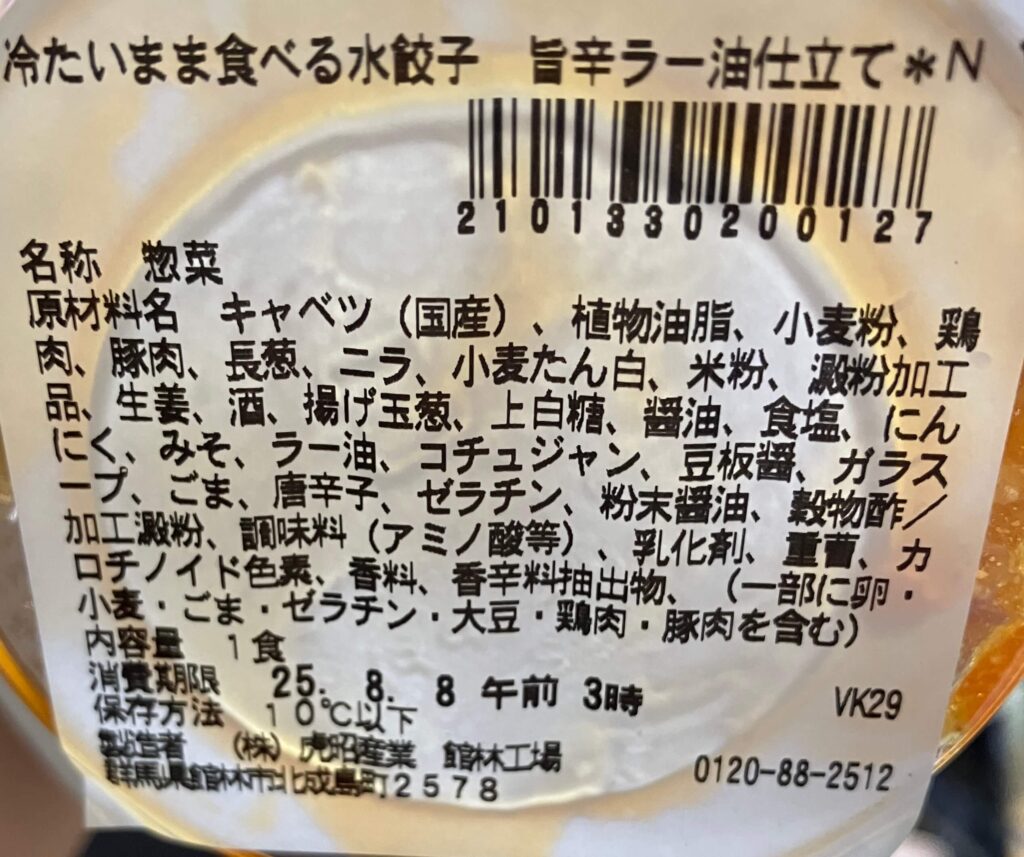 冷たいまま食べる水餃子 旨辛ラー油仕立て*N
2101330200127
名称 惣菜
原材料名 キャベツ（国産）、植物油脂、小麦粉、鶏
肉、豚肉、長葱、ニラ、小麦たん白、米粉、澱粉加工
品、生姜、酒、揚げ玉葱、上白糖、醤油、食塩、にん
にく、みそ、ラー油、コチュジャン、豆板醤、ガラス
ープ、ごま、唐辛子、ゼラチン、粉末醤油、穀物酢／
加工澱粉、調味料（アミノ酸等）、乳化剤、重曹、カ
ロチノイド色素、香料、香辛料抽出物、（一部に卵・
小麦・ごま・ゼラチン・大豆・鶏肉・豚肉を含む）
内容量 1食
消費期限 25. 8. 8 午前 3時
保存方法 10℃以下 VK29
製造者 （株）虎昭産業 館林工場
群馬県館林市北成島町2578 0120-88-2512